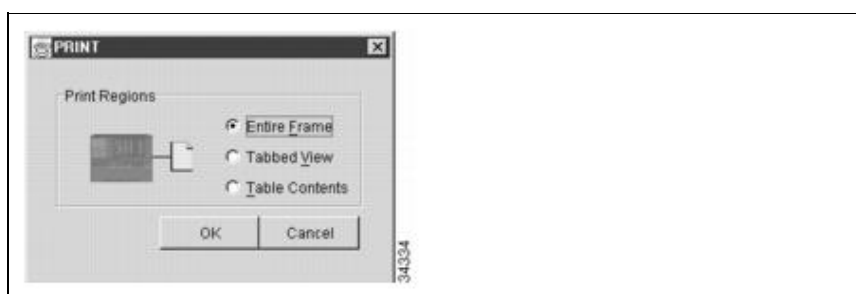 PRINT
Print Regions
Entire Frame
Tabbed View
Table Contents
OK
Cancel
34334